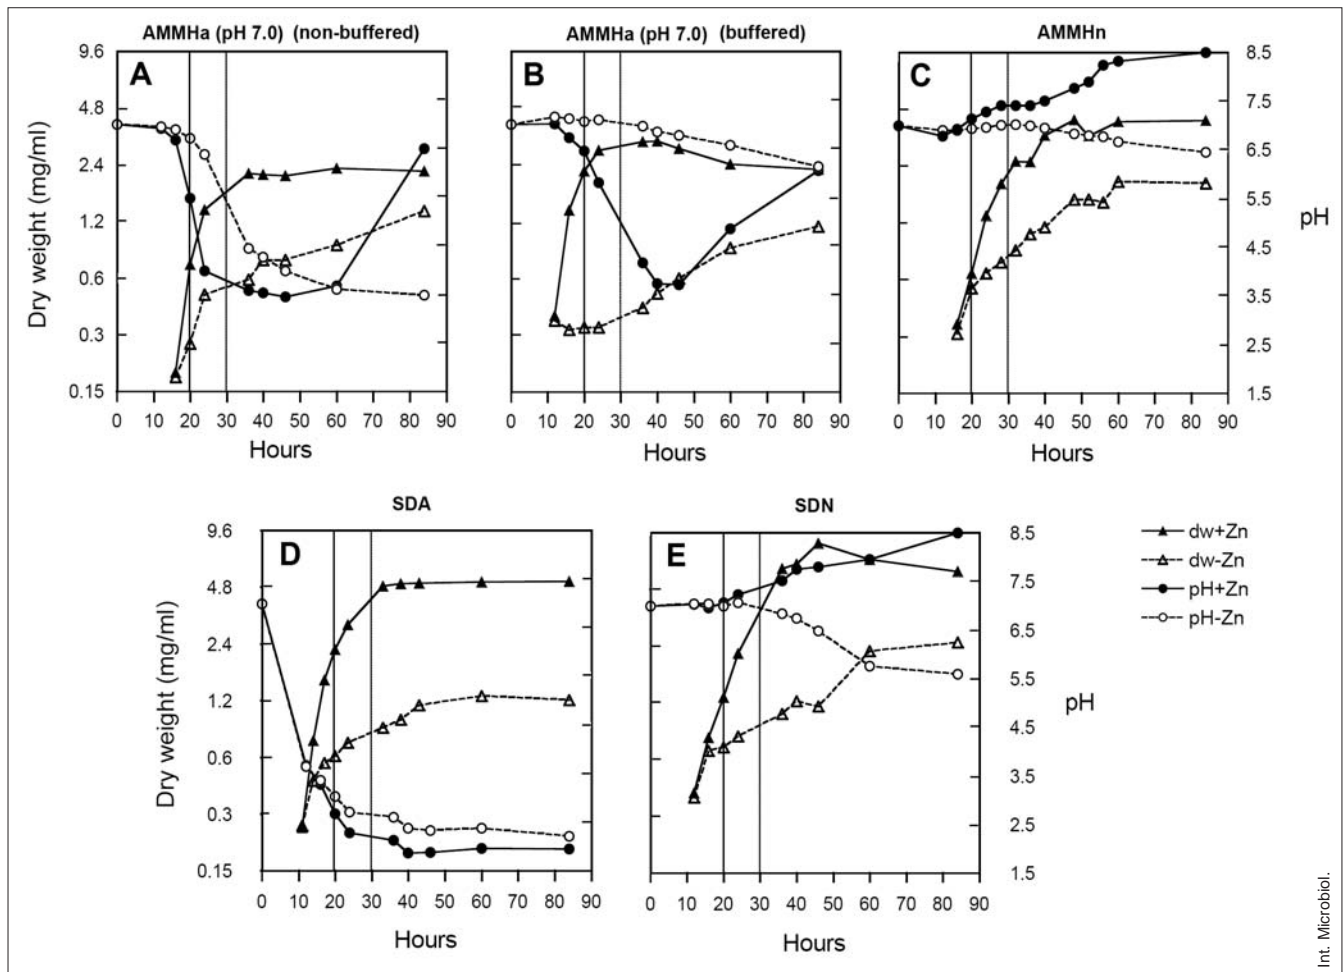 AMMHa (pH 7.0) (non-buffered)
AMMHa (pH 7.0) (buffered)
AMMHn
A
B
C
9.6
4.8
2.4
1.2
0.6
0.3
0.15
Dry weight (mg/ml)
8.5
7.5
6.5
5.5
4.5
3.5
2.5
1.5
pH
0 10 20 30 40 50 60 70 80 90
0 10 20 30 40 50 60 70 80 90
0 10 20 30 40 50 60 70 80 90
Hours
Hours
Hours
SDA
SDN
D
E
9.6
4.8
2.4
1.2
0.6
0.3
0.15
Dry weight (mg/ml)
8.5
7.5
6.5
5.5
4.5
3.5
2.5
1.5
pH
0 10 20 30 40 50 60 70 80 90
0 10 20 30 40 50 60 70 80 90
Hours
Hours
dw+Zn
dw-Zn
pH+Zn
pH-Zn
Int. Microbiol.